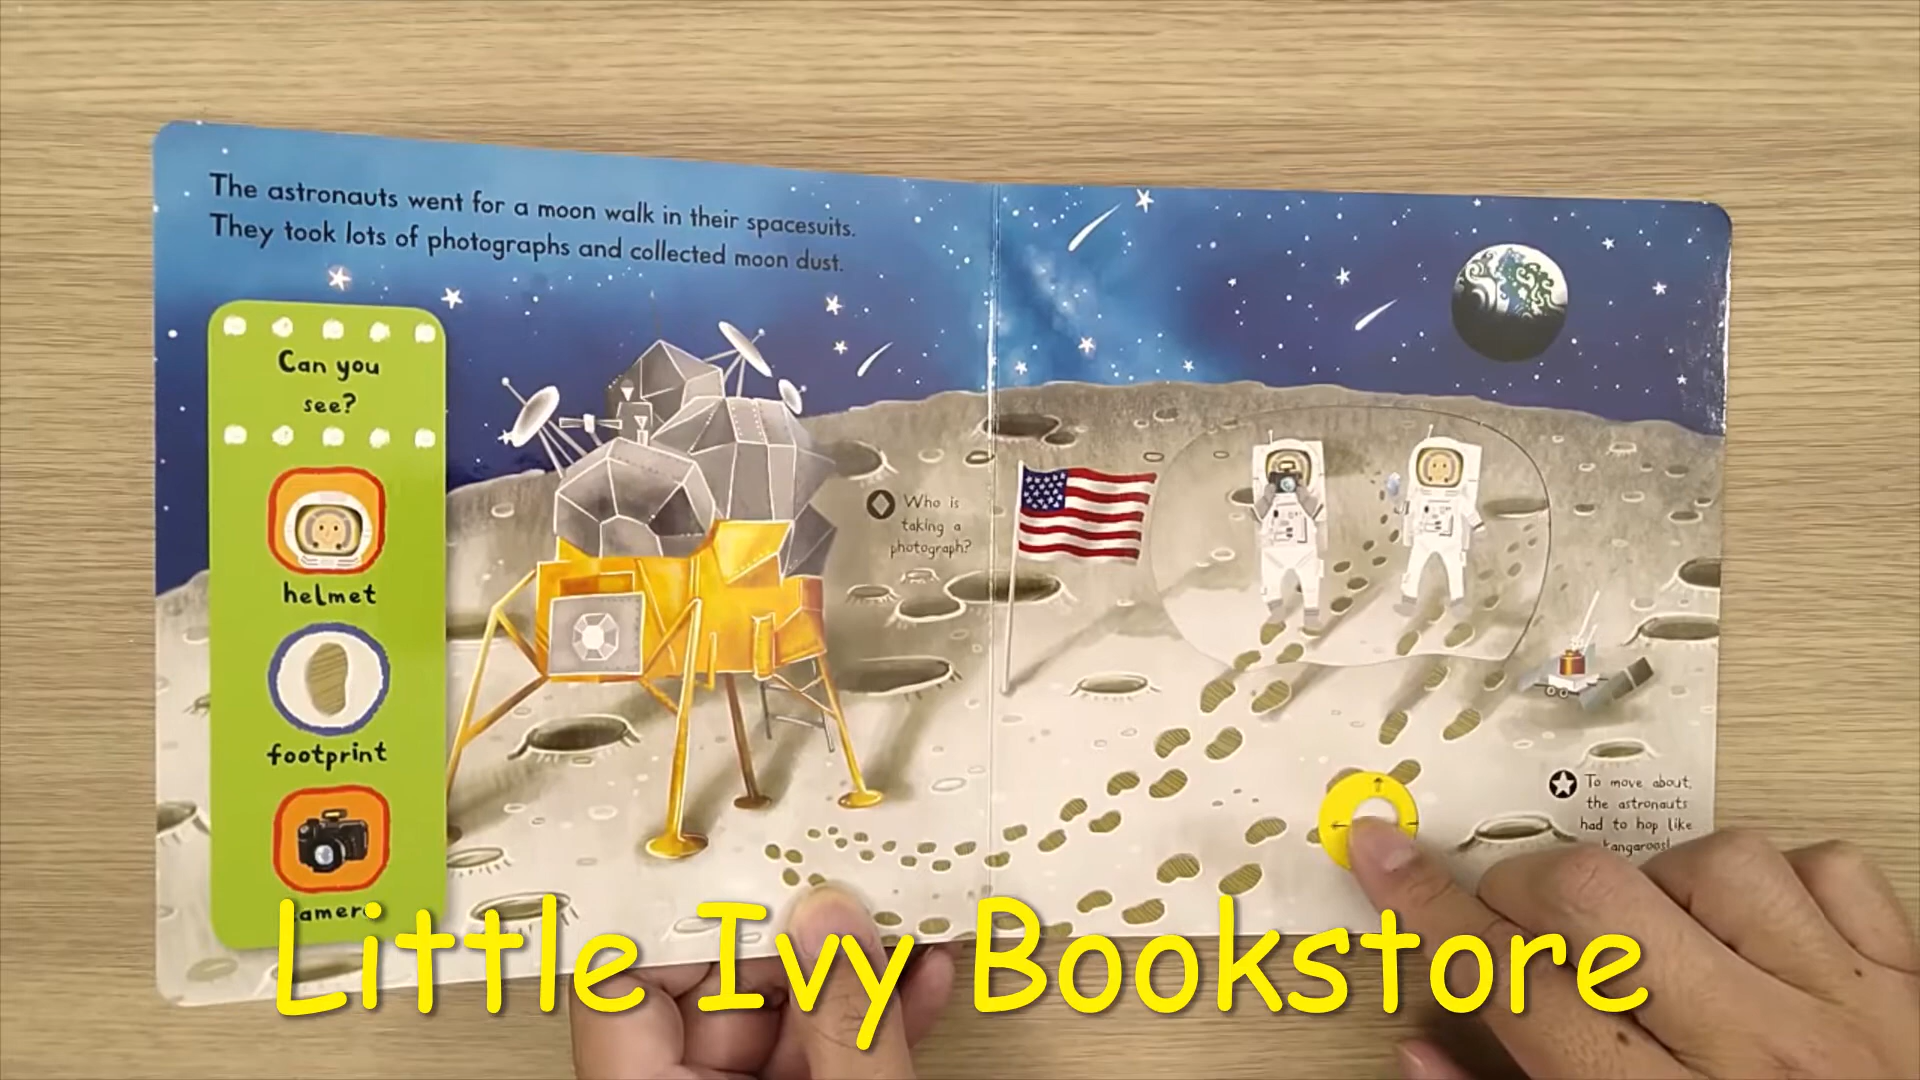 The astronauts went for a moon walk in their spacesuits.
They took lots of photographs and collected moon dust.
Can you
see?
helmet
footprint
camera
Who is
taking a
photograph?
To move about,
the astronauts
had to hop like
kangaroos!
Little Ivy Bookstore